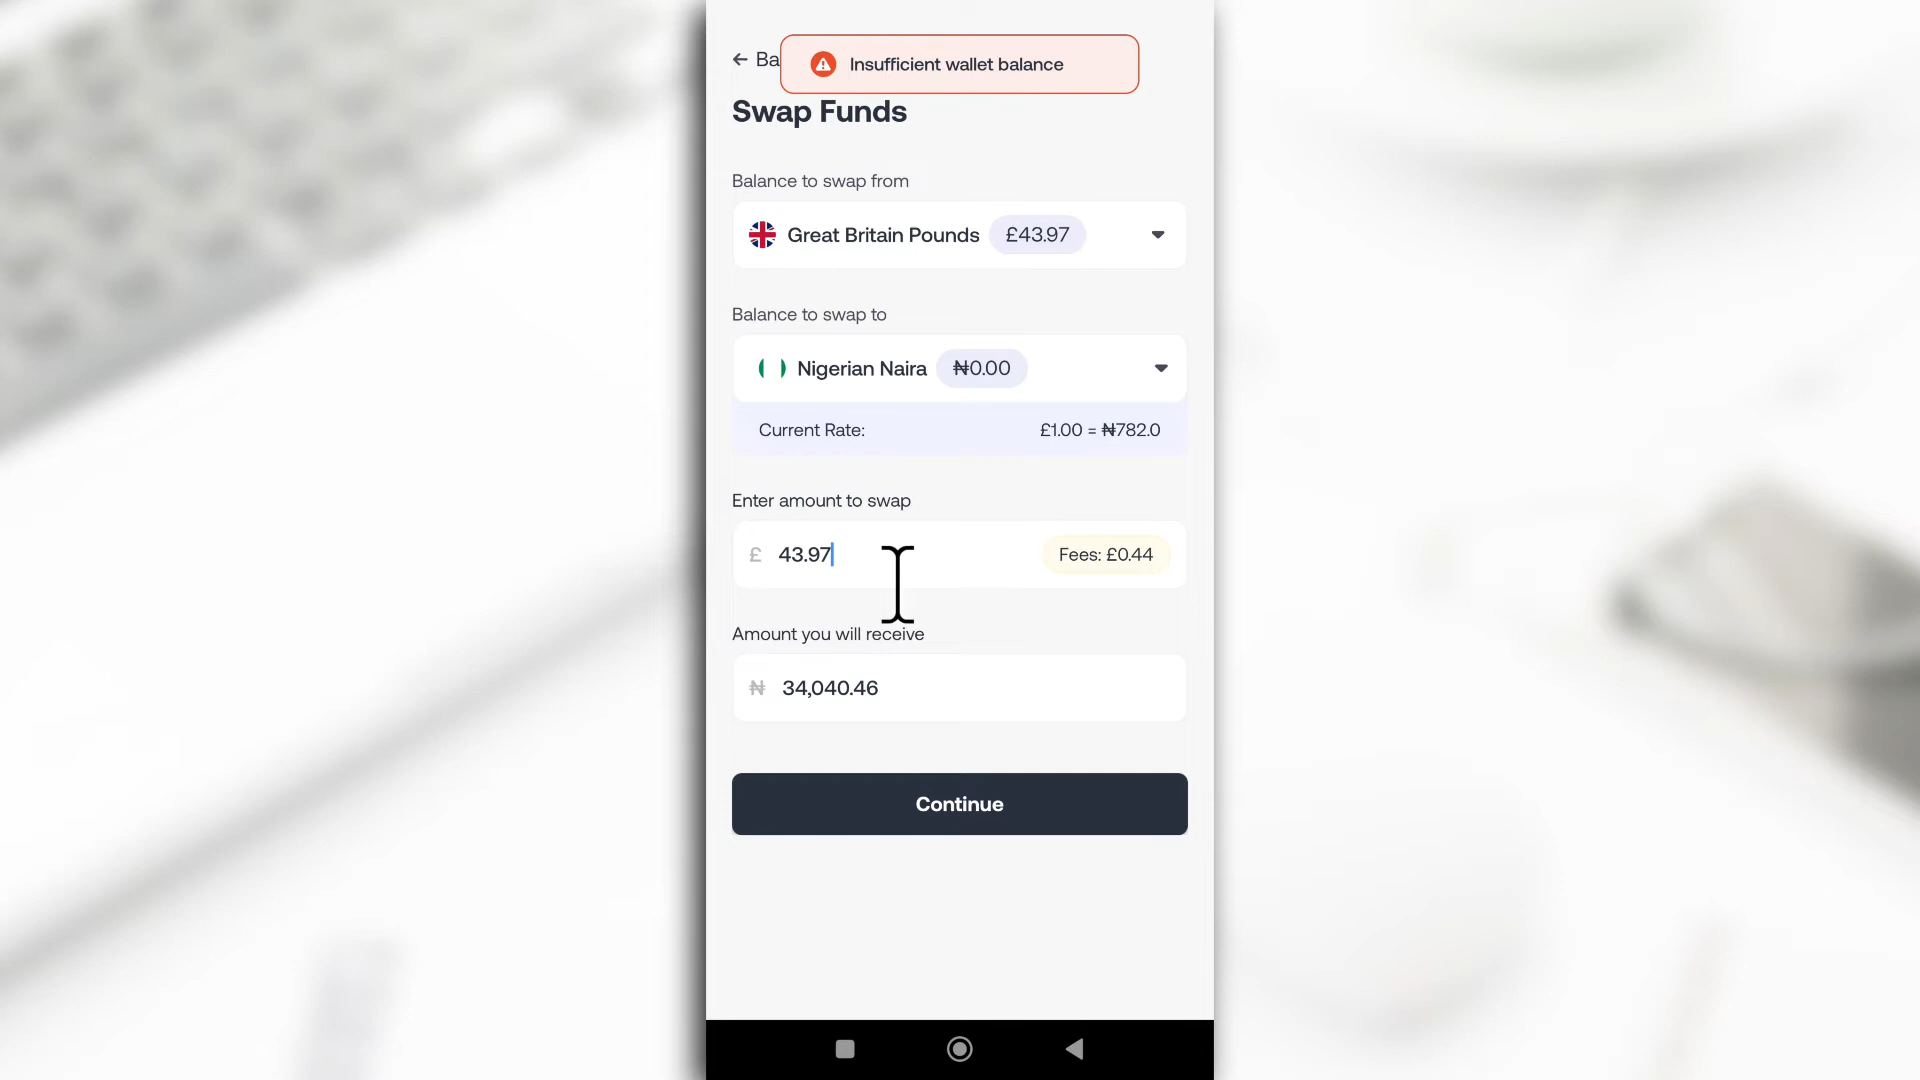 ← Ba
Insufficient wallet balance
Swap Funds
Balance to swap from
Great Britain Pounds £43.97
Balance to swap to
Nigerian Naira ₦0.00
Current Rate: £1.00 = ₦782.0
Enter amount to swap
£ 43.97 Fees: £0.44
Amount you will receive
₦ 34,040.46
Continue